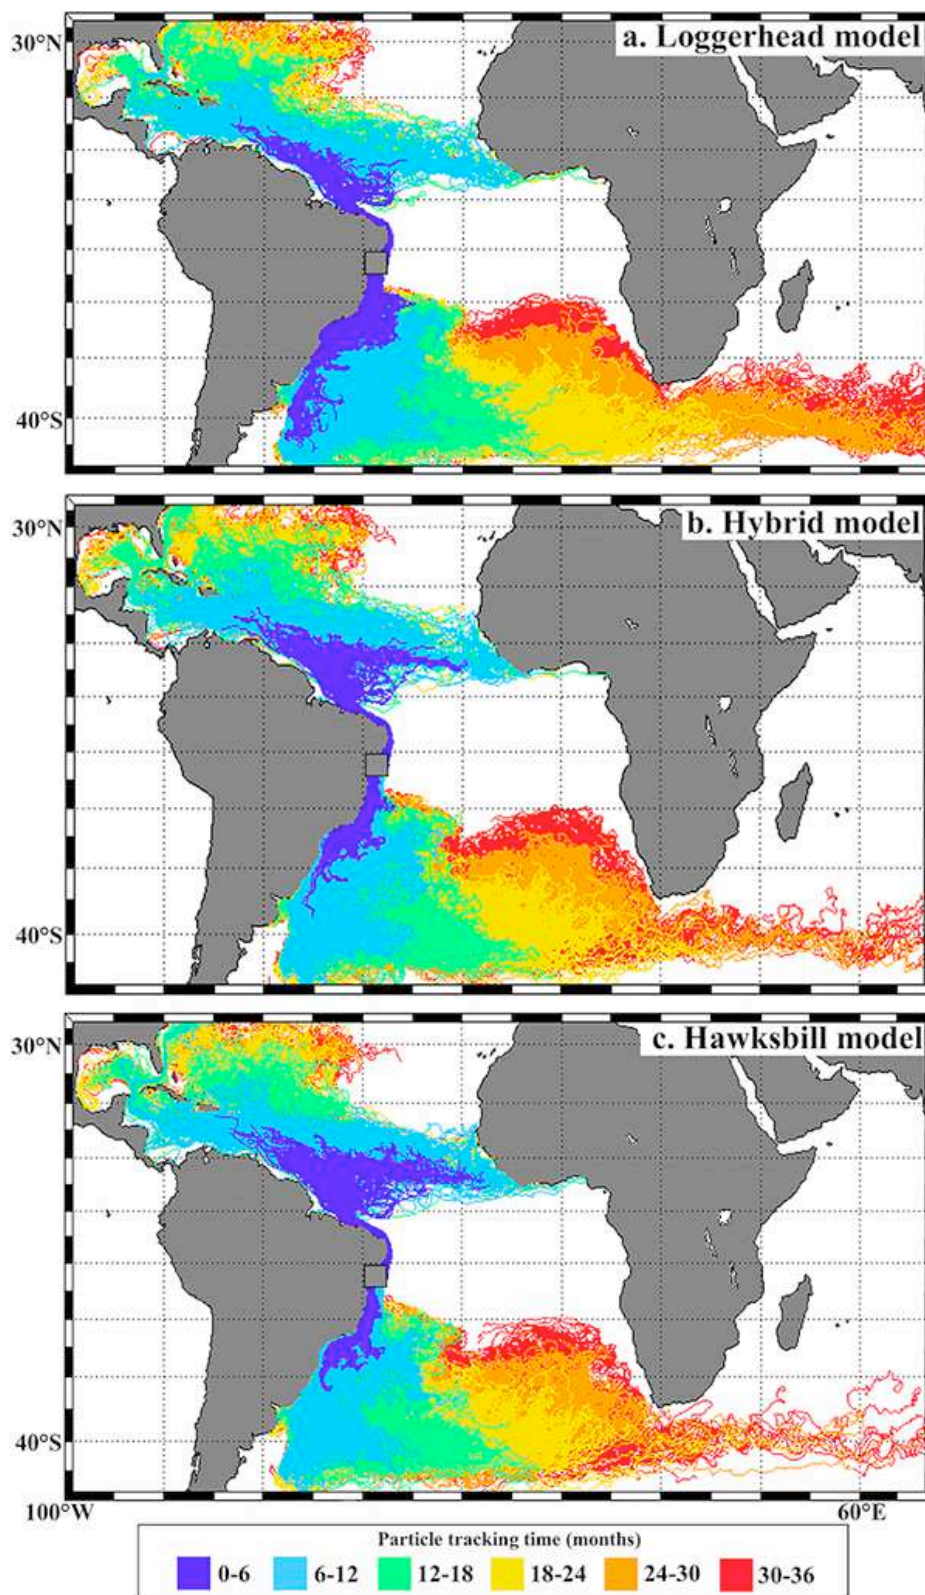 a. Loggerhead model
30°N
40°S
b. Hybrid model
30°N
40°S
c. Hawksbill model
30°N
40°S
100°W 60°E
Particle tracking time (months)
0-6 6-12 12-18 18-24 24-30 30-36